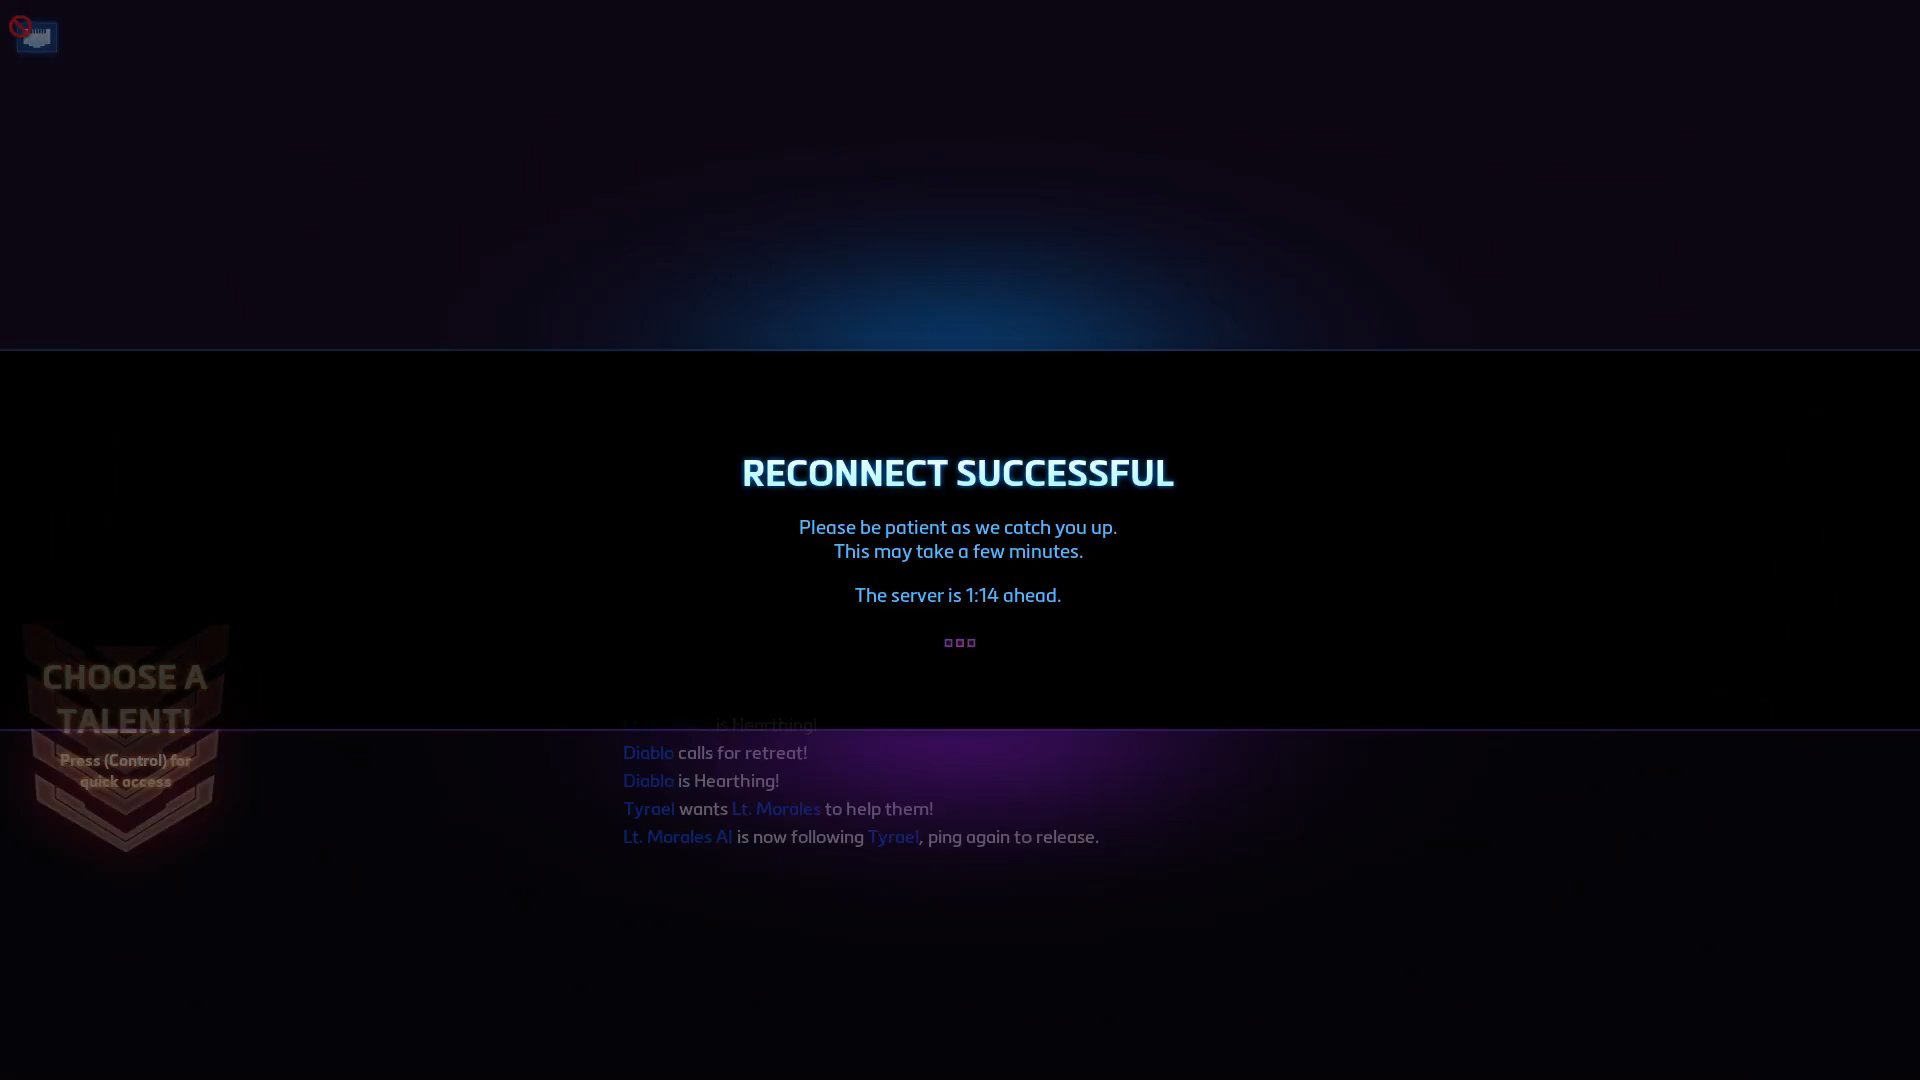 RECONNECT SUCCESSFUL
Please be patient as we catch you up.
This may take a few minutes.
The server is 1:14 ahead.
CHOOSE A
TALENT!
Press (Control) for
quick access
is Hearthing!
Diablo calls for retreat!
Diablo is Hearthing!
Tyrael wants Lt. Morales to help them!
Lt. Morales AI is now following Tyrael, ping again to release.